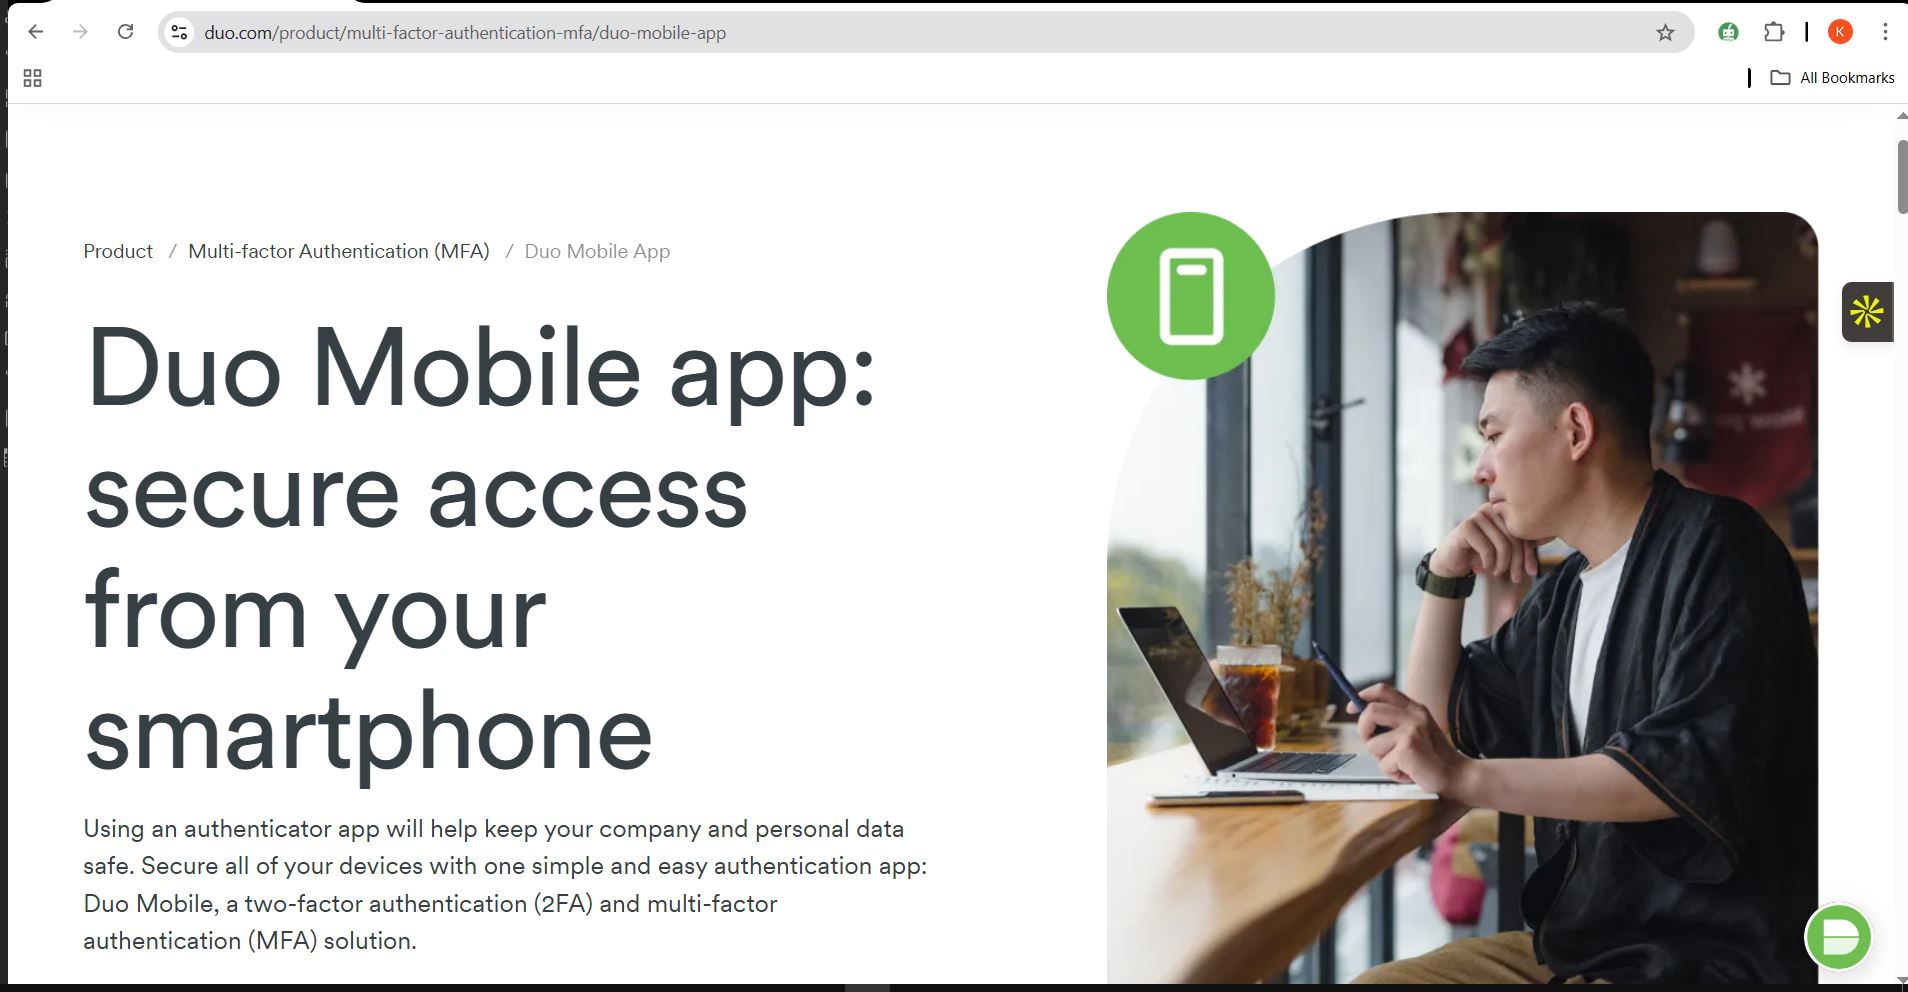 duo.com/product/multi-factor-authentication-mfa/duo-mobile-app
K
All Bookmarks
Product / Multi-factor Authentication (MFA) / Duo Mobile App
Duo Mobile app:
secure access
from your
smartphone
Using an authenticator app will help keep your company and personal data
safe. Secure all of your devices with one simple and easy authentication app:
Duo Mobile, a two-factor authentication (2FA) and multi-factor
authentication (MFA) solution.